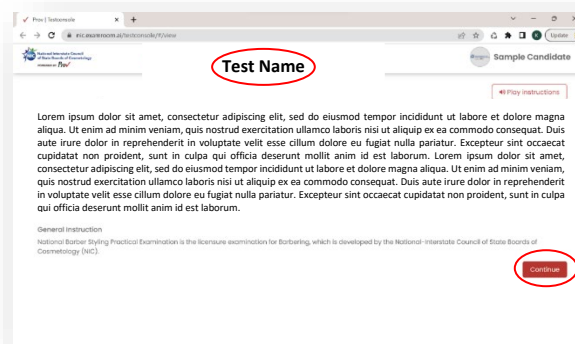 Prov | Testconsole
esc.examroom.ai/testconsole/#/view
Update
National Interstate Council
of State Boards of Cosmetology
POWERED BY Prov
Test Name
Sample Candidate
Play Instructions
Lorem ipsum dolor sit amet, consectetur adipiscing elit, sed do eiusmod tempor incididunt ut labore et dolore magna
aliqua. Ut enim ad minim veniam, quis nostrud exercitation ullamco laboris nisi ut aliquip ex ea commodo consequat. Duis
aute irure dolor in reprehenderit in voluptate velit esse cillum dolore eu fugiat nulla pariatur. Excepteur sint occaecat
cupidatat non proident, sunt in culpa qui officia deserunt mollit anim id est laborum. Lorem ipsum dolor sit amet,
consectetur adipiscing elit, sed do eiusmod tempor incididunt ut labore et dolore magna aliqua. Ut enim ad minim veniam,
quis nostrud exercitation ullamco laboris nisi ut aliquip ex ea commodo consequat. Duis aute irure dolor in reprehenderit
in voluptate velit esse cillum dolore eu fugiat nulla pariatur. Excepteur sint occaecat cupidatat non proident, sunt in culpa
qui officia deserunt mollit anim id est laborum.
General Instruction
National Barber Styling Practical Examination is the licensure examination for Barbering, which is developed by the National-Interstate Council of State Boards of
Cosmetology (NIC).
Continue